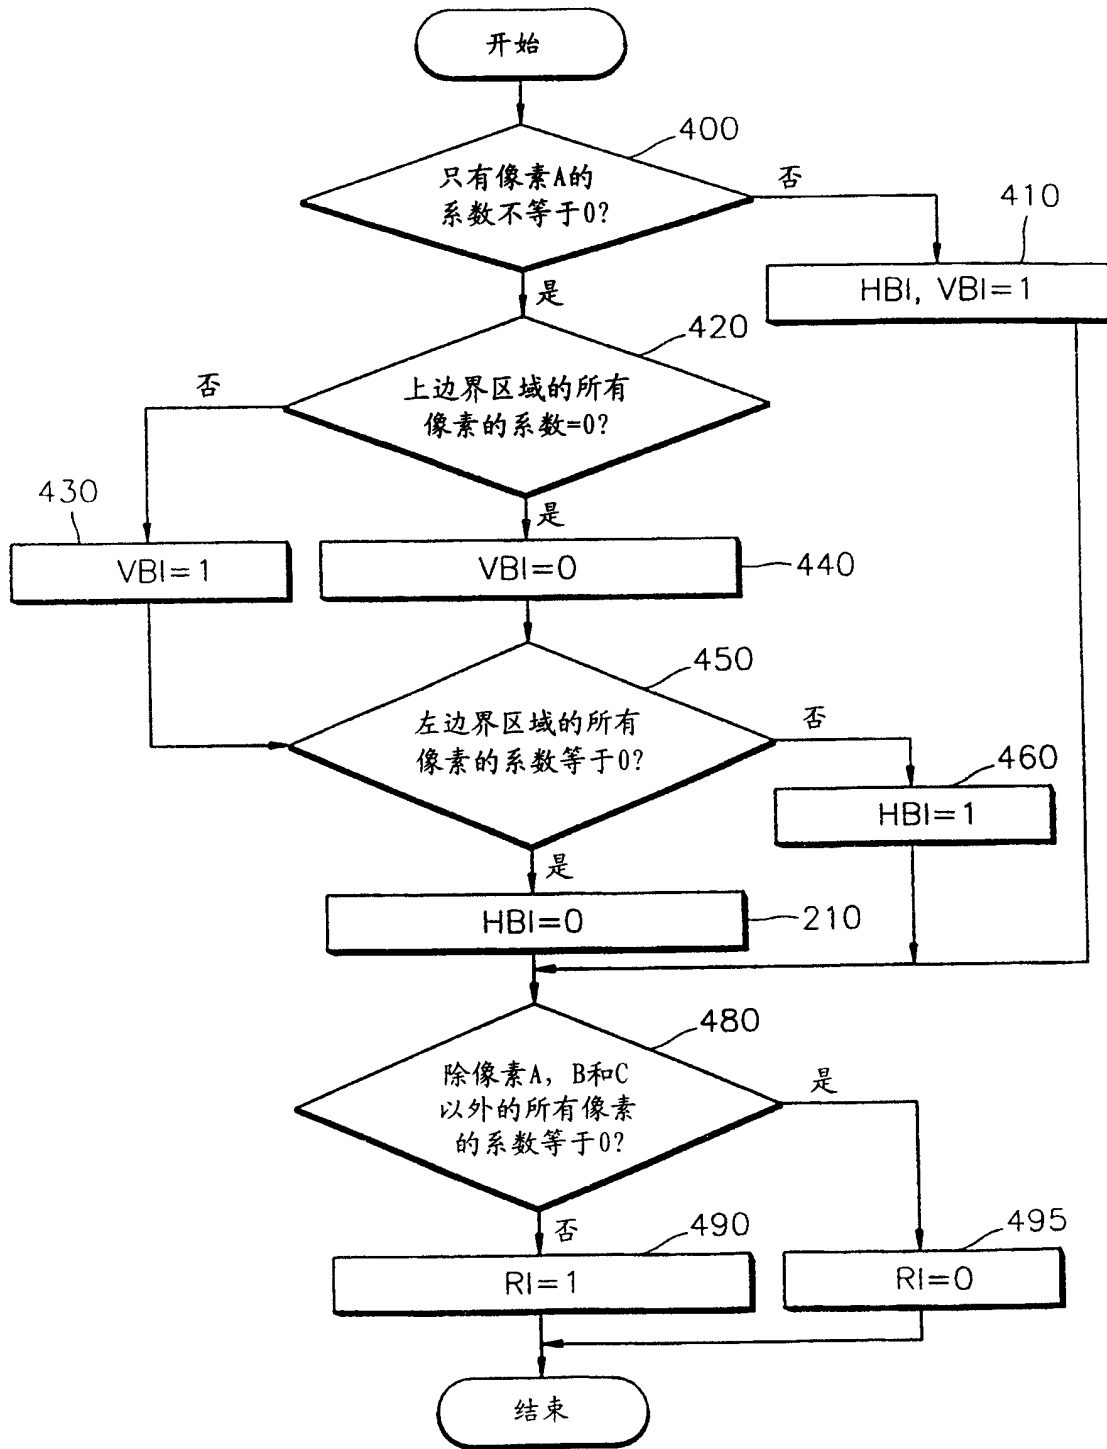 开始
400
只有像素A的
系数不等于0?
否
410
HBI, VBI=1
是
420
上边界区域的所有
像素的系数=0?
否
430
VBI=1
是
VBI=0
440
450
左边界区域的所有
像素的系数等于0?
否
460
HBI=1
是
HBI=0
210
480
除像素A, B和C
以外的所有像素
的系数等于0?
是
否
490
RI=1
495
RI=0
结束